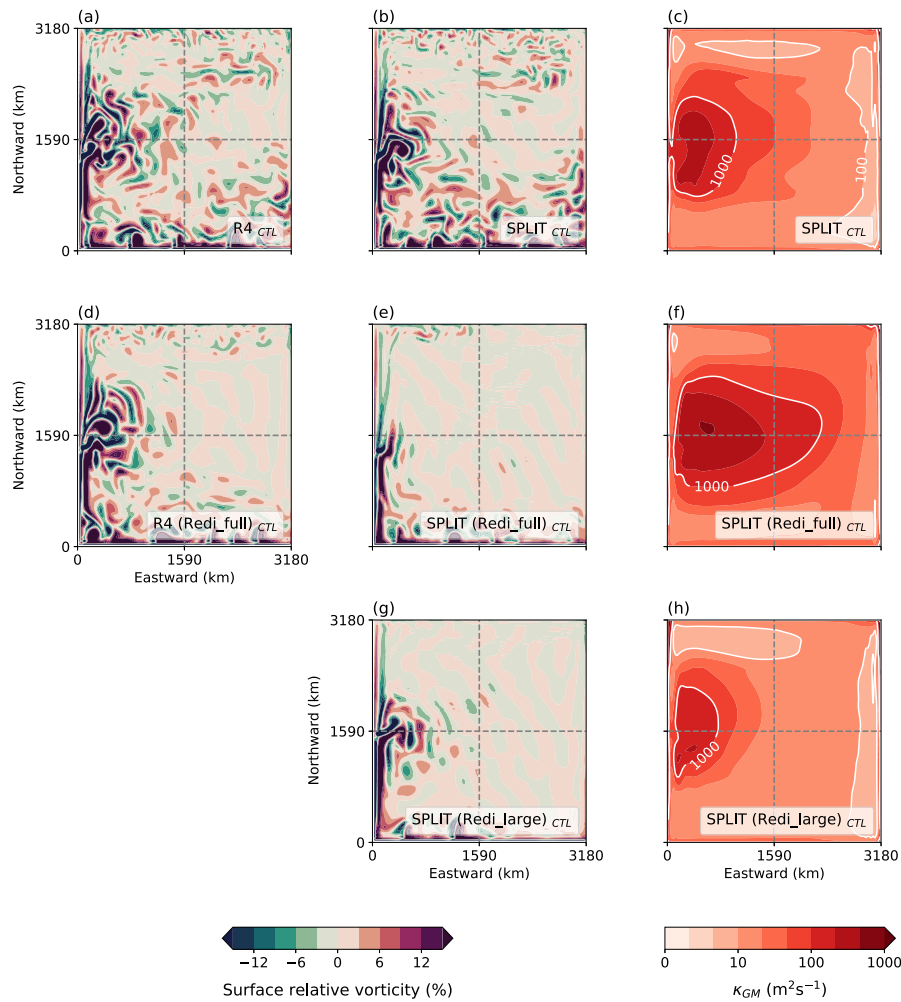 (a)
(b)
(c)
3180
1590
0
Northward (km)
R4 CTL
SPLIT CTL
1000
100
SPLIT CTL
(d)
(e)
(f)
3180
1590
0
Northward (km)
R4 (Redi_full) CTL
SPLIT (Redi_full) CTL
1000
SPLIT (Redi_full) CTL
0 1590 3180
Eastward (km)
(g)
(h)
3180
1590
0
Northward (km)
SPLIT (Redi_large) CTL
1000
SPLIT (Redi_large) CTL
0 1590 3180
Eastward (km)
0 1590 3180
Eastward (km)
−12 −6 0 6 12
Surface relative vorticity (%)
0 10 100 1000
κGM (m²s⁻¹)